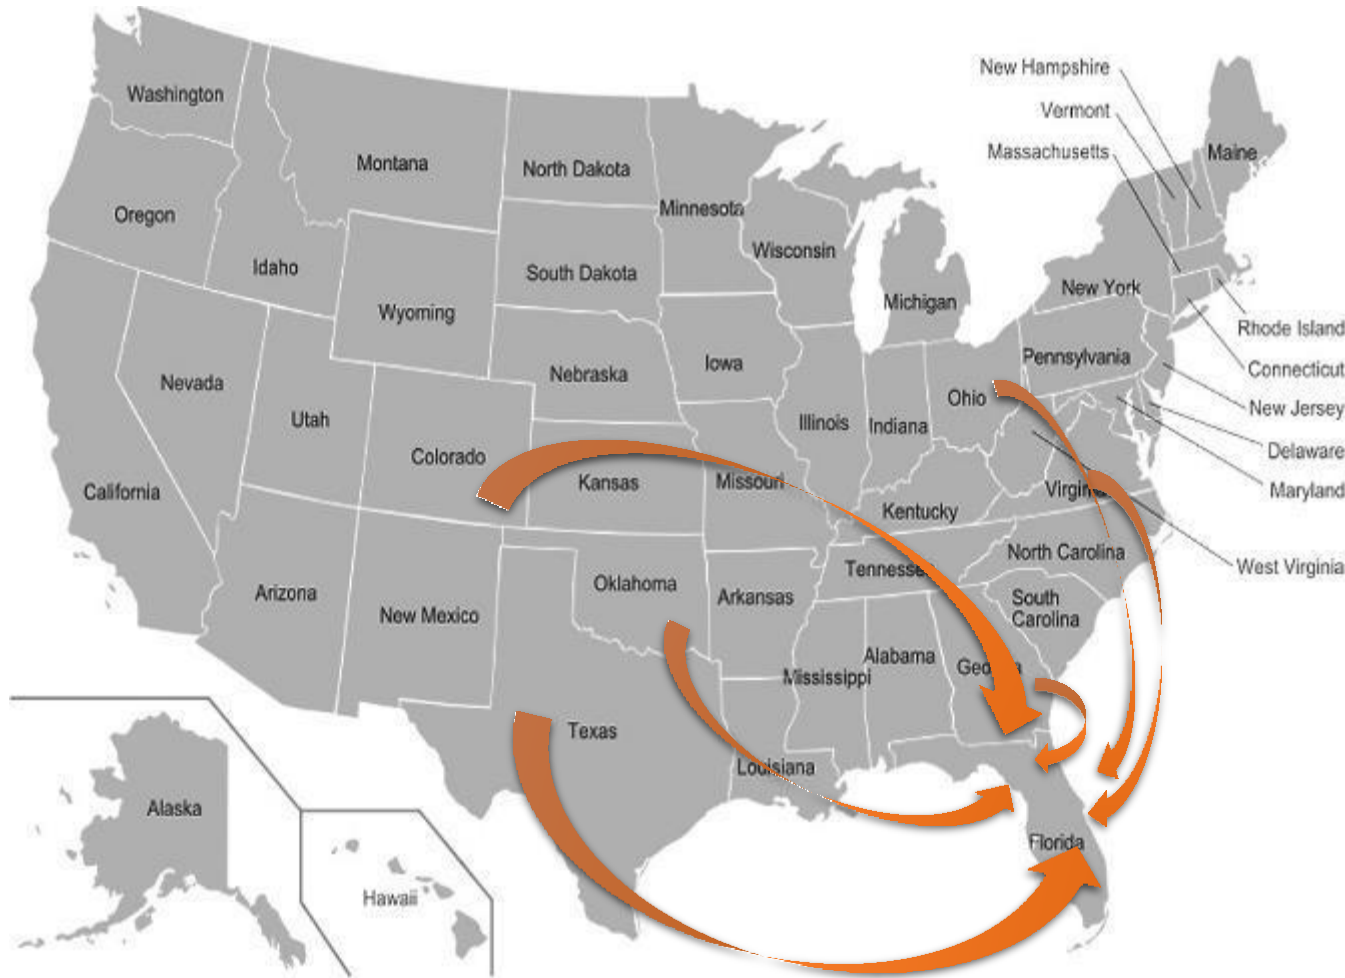 New Hampshire
Vermont
Massachusetts
Washington
Montana
North Dakota
Minnesota
Maine
Oregon
Idaho
South Dakota
Wisconsin
Michigan
New York
Wyoming
Rhode Island
Nevada
Nebraska
Iowa
Pennsylvania
Connecticut
Utah
Colorado
Illinois
Indiana
Ohio
New Jersey
Delaware
California
Kansas
Missouri
Kentucky
Virginia
Maryland
Arizona
New Mexico
Oklahoma
Arkansas
Tennessee
North Carolina
West Virginia
South
Carolina
Texas
Mississippi
Alabama
Georgia
Louisiana
Alaska
Hawaii
Florida